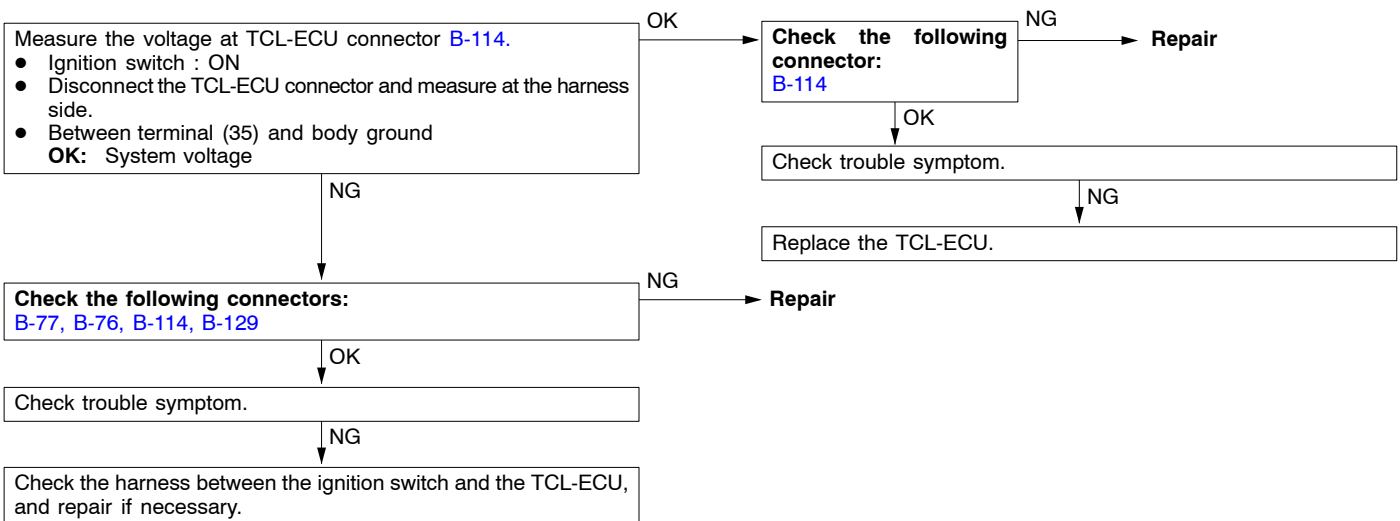 Measure the voltage at TCL-ECU connector B-114.
● Ignition switch : ON
● Disconnect the TCL-ECU connector and measure at the harness
side.
● Between terminal (35) and body ground
OK: System voltage
OK
Check the following
connector:
B-114
NG
Repair
OK
Check trouble symptom.
NG
Replace the TCL-ECU.
NG
Check the following connectors:
B-77, B-76, B-114, B-129
NG
Repair
OK
Check trouble symptom.
NG
Check the harness between the ignition switch and the TCL-ECU,
and repair if necessary.